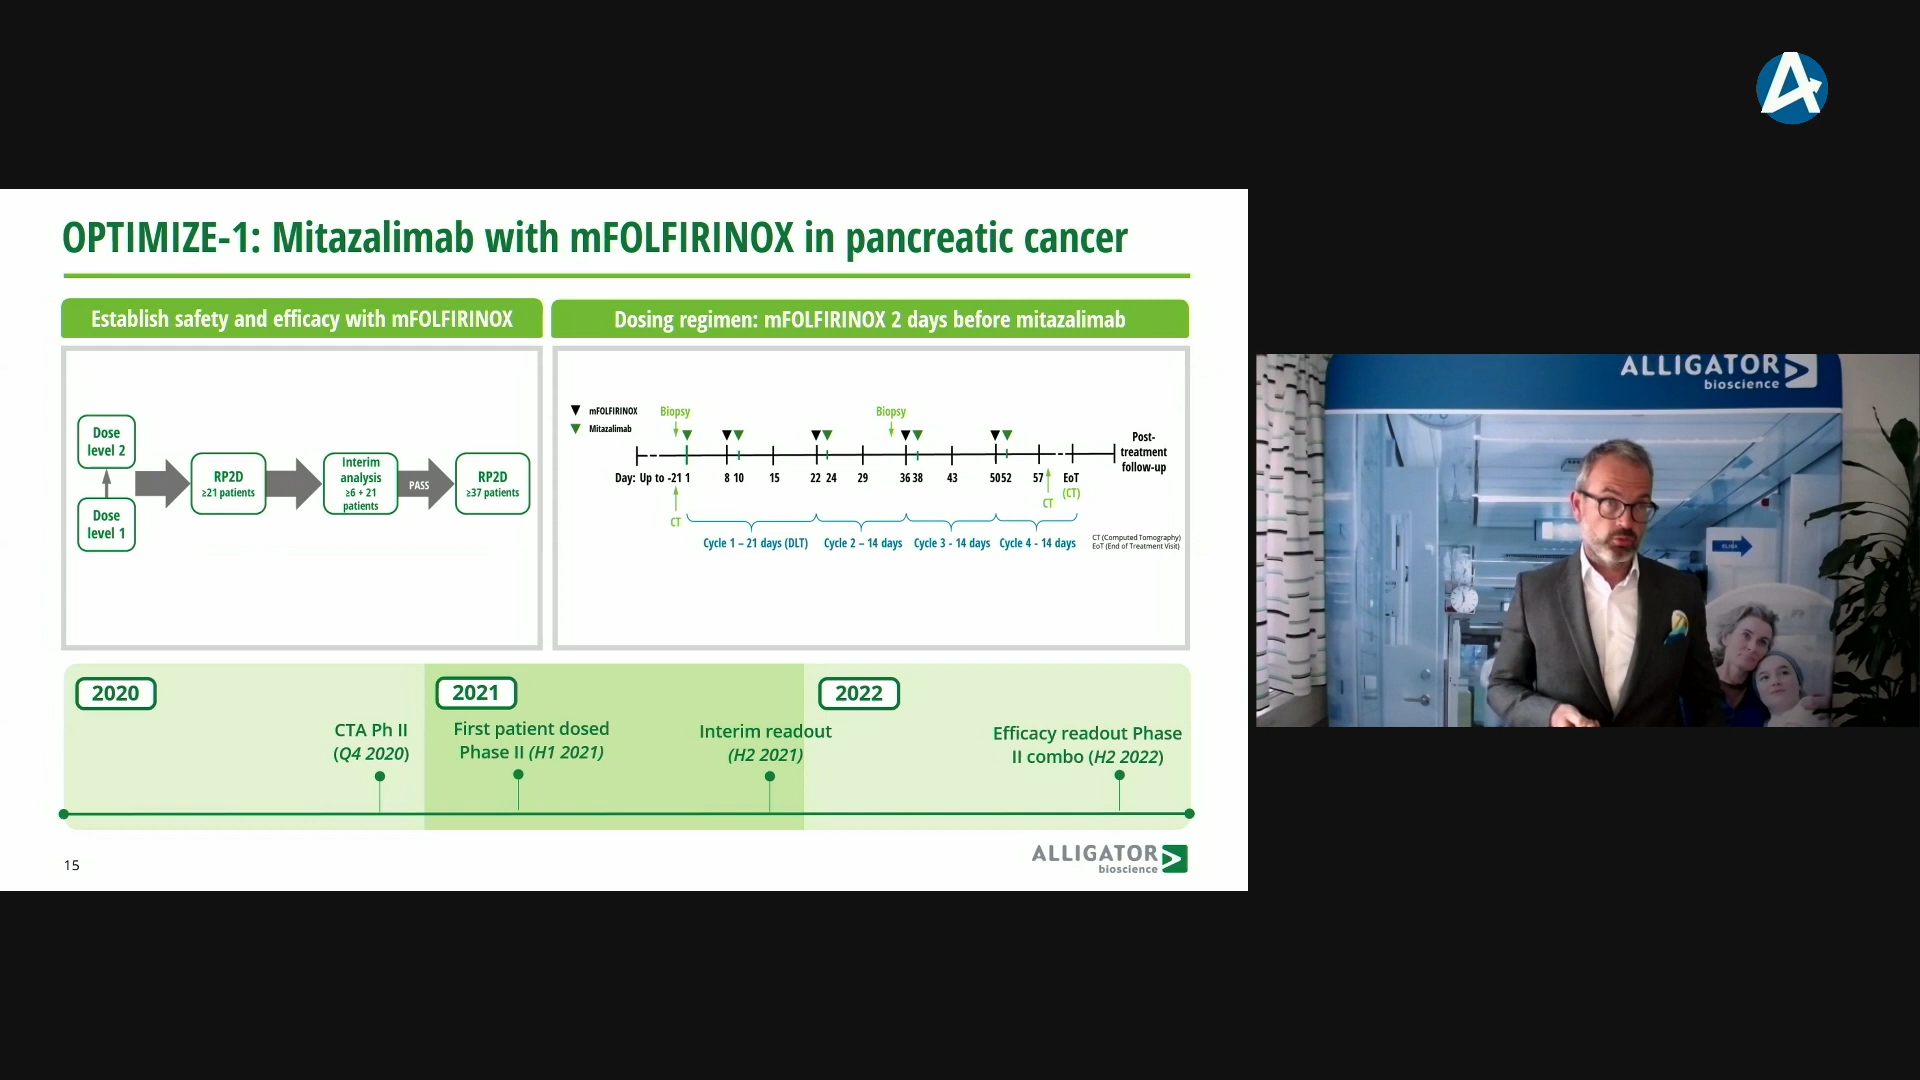 OPTIMIZE-1: Mitazalimab with mFOLFIRINOX in pancreatic cancer
Establish safety and efficacy with mFOLFIRINOX
Dose
level 2
Dose
level 1
RP2D
≥21 patients
Interim
analysis
≥6 + 21
patients
PASS
RP2D
≥37 patients
Dosing regimen: mFOLFIRINOX 2 days before mitazalimab
mFOLFIRINOX
Mitazalimab
Biopsy
Biopsy
Post-
treatment
follow-up
Day: Up to -21 1 8 10 15 22 24 29 36 38 43 50 52 57 EoT
(CT)
CT
CT
Cycle 1 – 21 days (DLT) Cycle 2 – 14 days Cycle 3 - 14 days Cycle 4 - 14 days
CT (Computed Tomography)
EoT (End of Treatment Visit)
2020
2021
2022
CTA Ph II
(Q4 2020)
First patient dosed
Phase II (H1 2021)
Interim readout
(H2 2021)
Efficacy readout Phase
II combo (H2 2022)
15
ALLIGATOR
bioscience
ALLIGATOR
bioscience